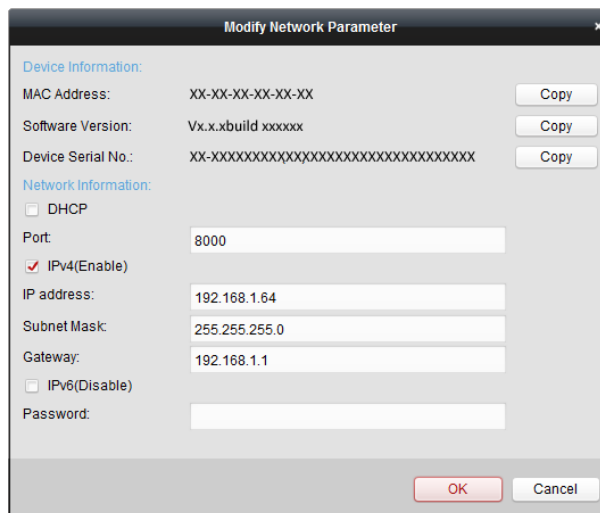 Modify Network Parameter ×
Device Information:
MAC Address: XX-XX-XX-XX-XX-XX Copy
Software Version: Vx.x.xbuild xxxxxx Copy
Device Serial No.: XX-XXXXXXXXXXXXXXXXXXXXXXXXXXXXXXX Copy
Network Information:
DHCP
Port: 8000
IPv4(Enable)
IP address: 192.168.1.64
Subnet Mask: 255.255.255.0
Gateway: 192.168.1.1
IPv6(Disable)
Password:
OK Cancel